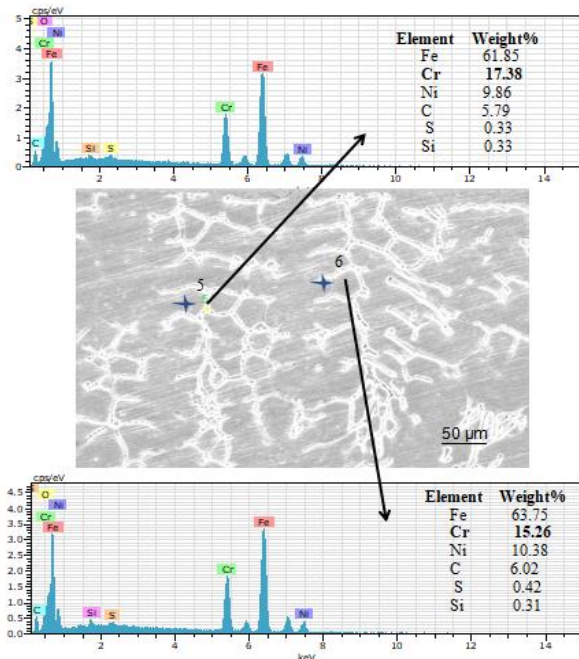 cps/eV
5
4
3
2
1
0
S O Ni
Cr
Fe
C Si S Cr Fe Ni
2 4 6 8 10 12 14
Element Weight%
Fe 61.85
Cr 17.38
Ni 9.86
C 5.79
S 0.33
Si 0.33
5
6
50 µm
cps/eV
4.5
4.0
3.5
3.0
2.5
2.0
1.5
1.0
0.5
0.0
O Ni
Cr
Fe
C Si S Cr Fe Ni
2 4 6 8 10 12 14
keV
Element Weight%
Fe 63.75
Cr 15.26
Ni 10.38
C 6.02
S 0.42
Si 0.31